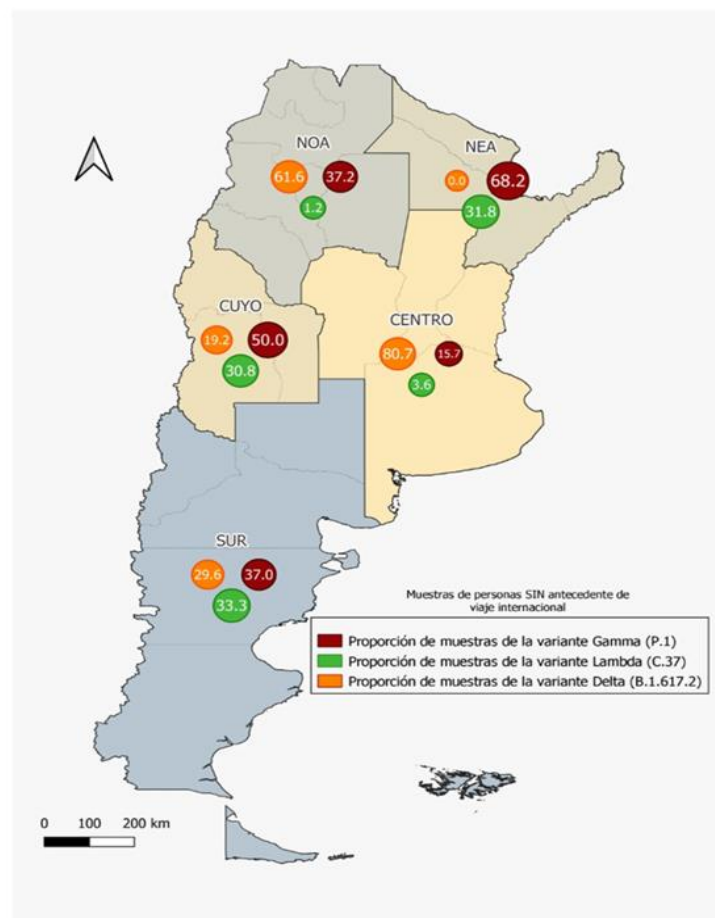 NOA
61.6 37.2
1.2
NEA
0.0 68.2
31.8
CUYO
19.2 50.0
30.8
CENTRO
80.7 15.7
3.6
SUR
29.6 37.0
33.3
Muestras de personas SIN antecedente de
viaje internacional
Proporción de muestras de la variante Gamma (P.1)
Proporción de muestras de la variante Lambda (C.37)
Proporción de muestras de la variante Delta (B.1.617.2)
0 100 200 km